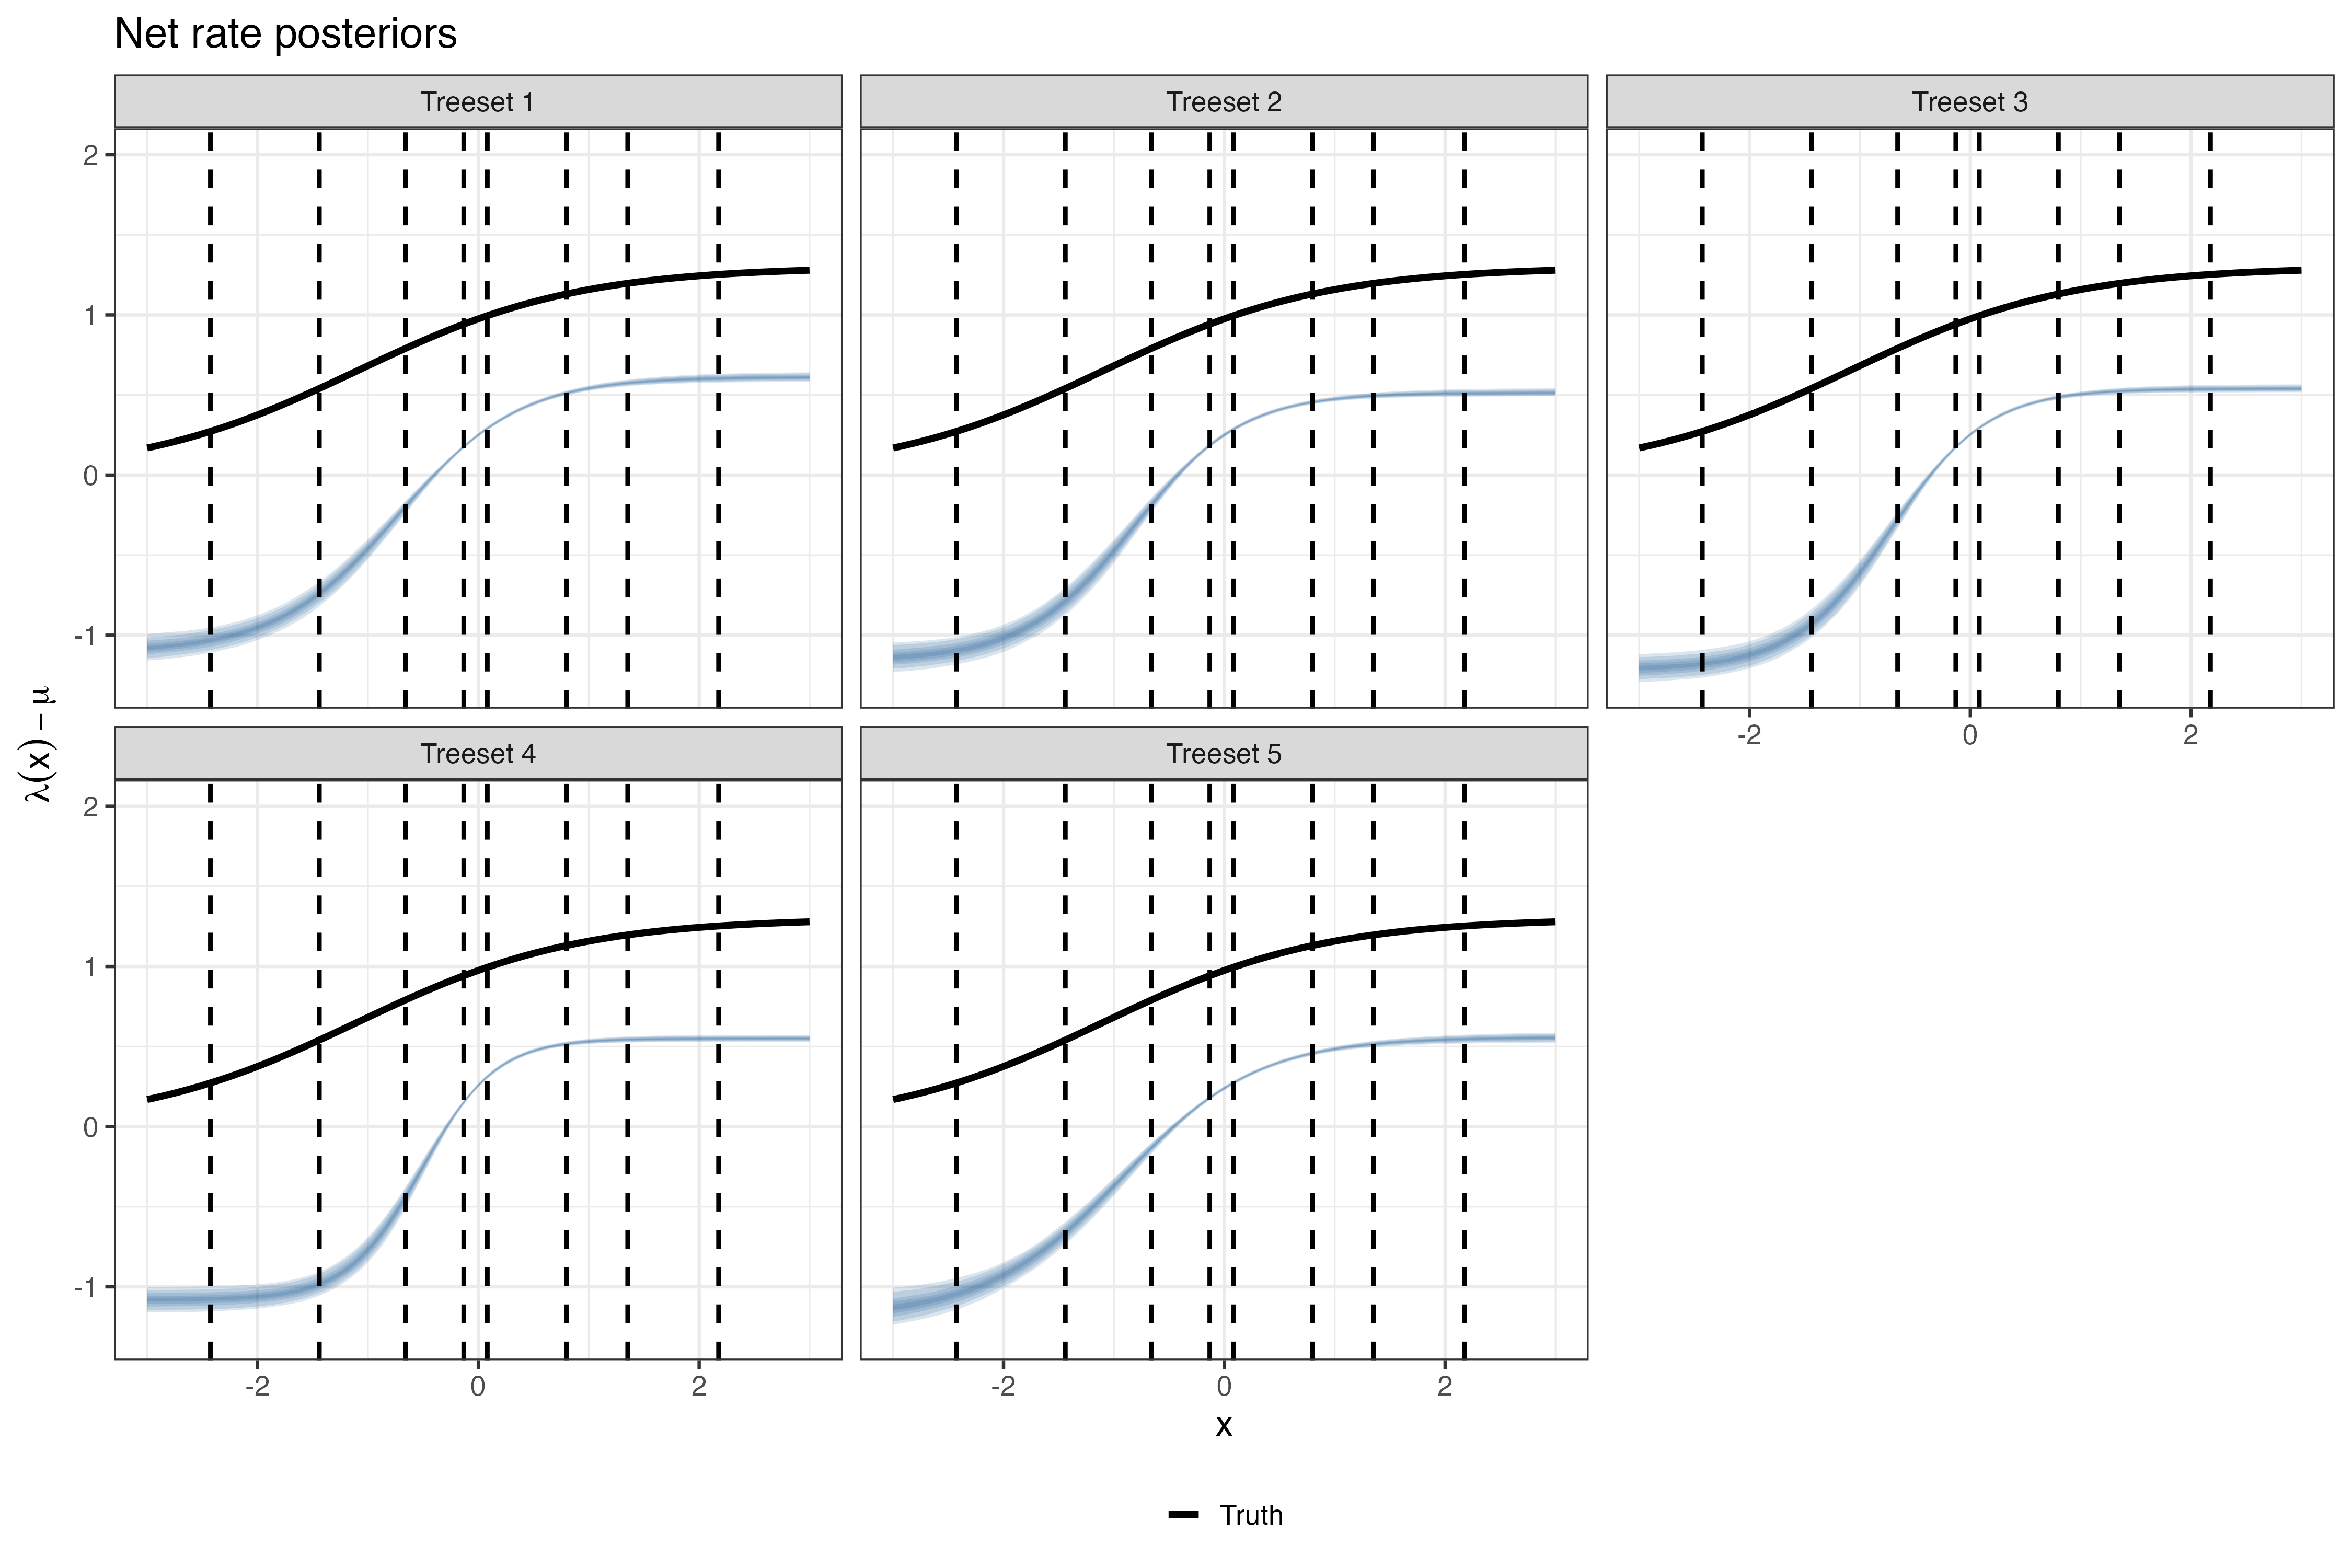 Net rate posteriors
Treeset 1 Treeset 2 Treeset 3
2
1
0
-1
-2 0 2
λ(x) − μ
Treeset 4 Treeset 5
2
1
0
-1
-2 0 2 -2 0 2
x
Truth